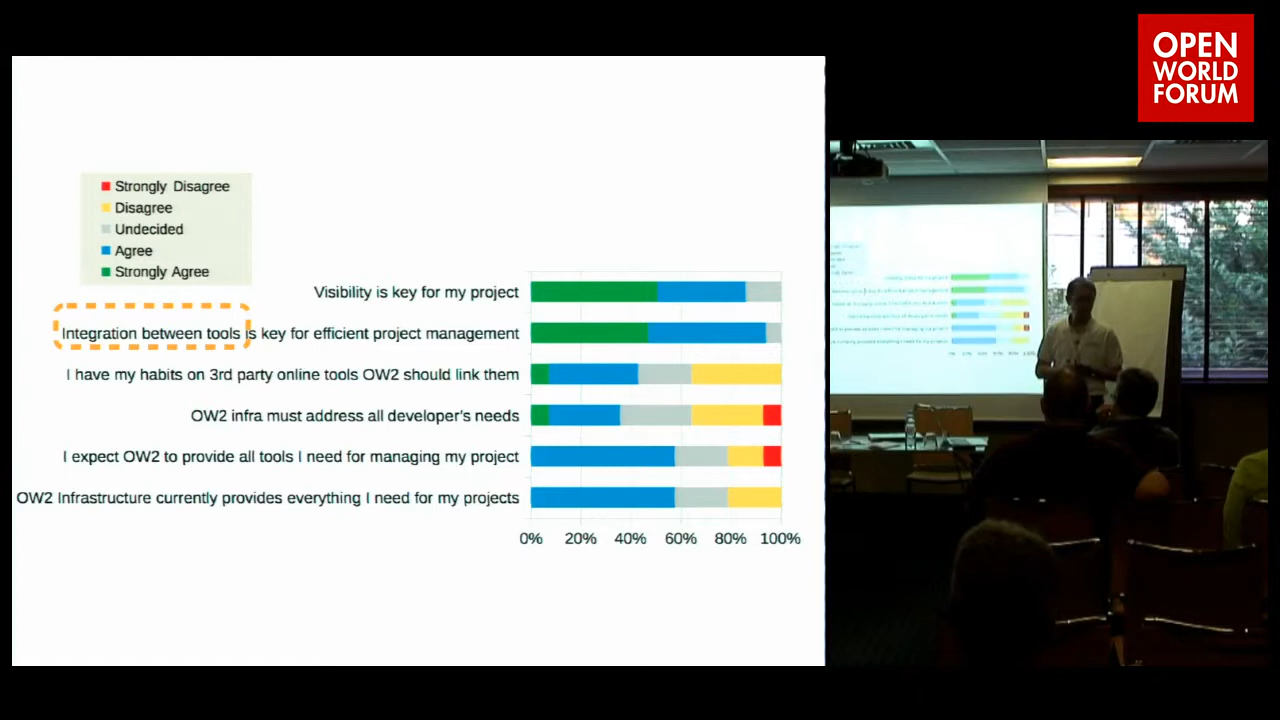 OPEN
WORLD
FORUM
Strongly Disagree
Disagree
Undecided
Agree
Strongly Agree
Visibility is key for my project
Integration between tools is key for efficient project management
I have my habits on 3rd party online tools OW2 should link them
OW2 infra must address all developer's needs
I expect OW2 to provide all tools I need for managing my project
OW2 Infrastructure currently provides everything I need for my projects
0% 20% 40% 60% 80% 100%